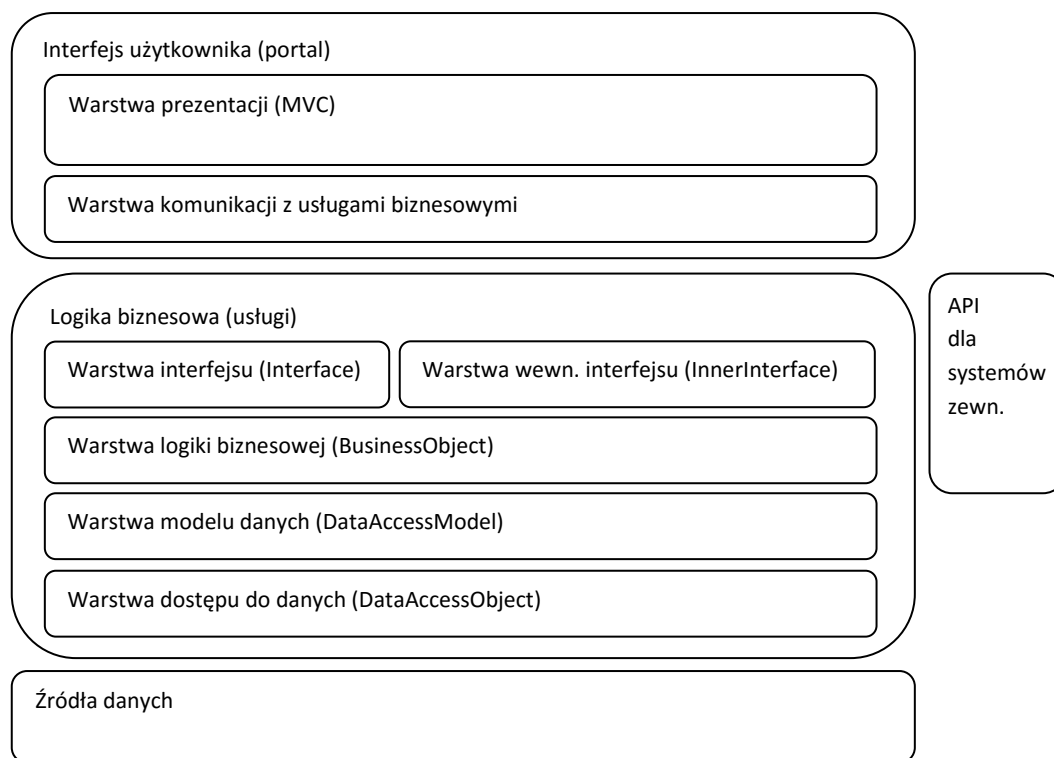 Interfejs użytkownika (portal)
Warstwa prezentacji (MVC)
Warstwa komunikacji z usługami biznesowymi
Logika biznesowa (usługi)
Warstwa interfejsu (Interface)
Warstwa wewn. interfejsu (InnerInterface)
Warstwa logiki biznesowej (BusinessObject)
Warstwa modelu danych (DataAccessModel)
Warstwa dostępu do danych (DataAccessObject)
API
dla
systemów
zewn.
Źródła danych